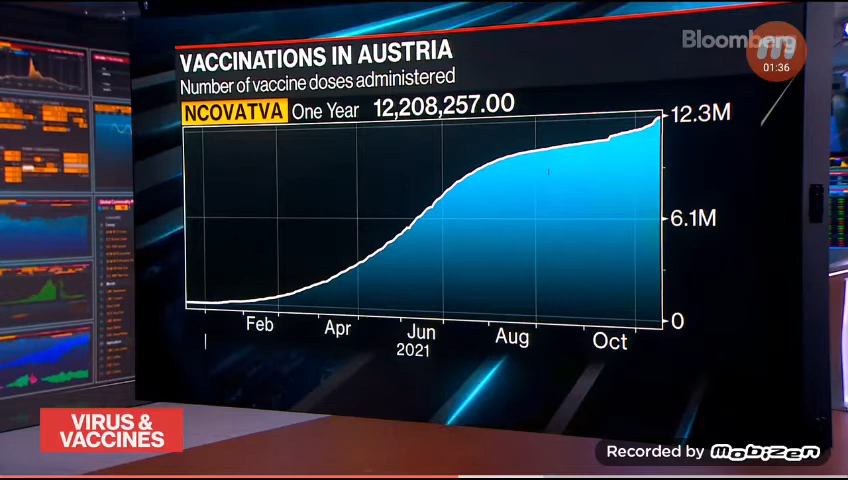 VACCINATIONS IN AUSTRIA
Number of vaccine doses administered
NCOVATVA One Year 12,208,257.00
Bloomberg
01:36
12.3M
6.1M
0
Feb Apr Jun Aug Oct
2021
VIRUS &
VACCINES
Recorded by mobizen